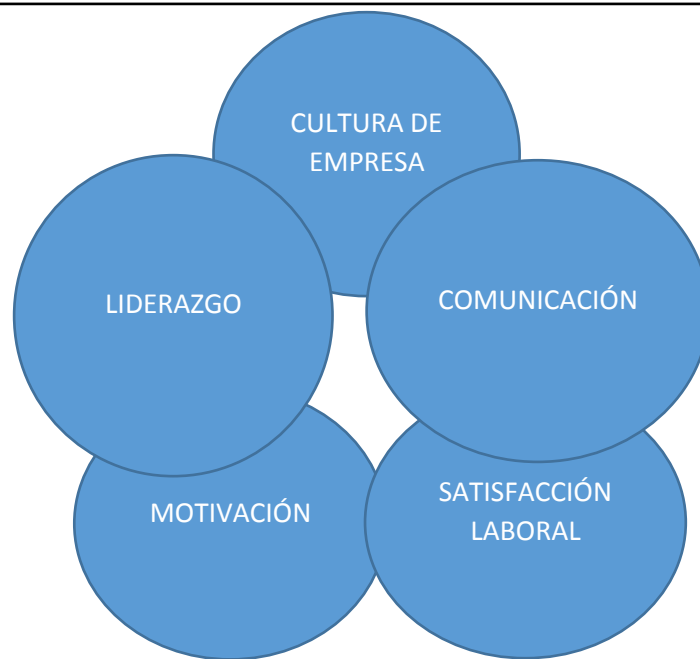 CULTURA DE
EMPRESA
LIDERAZGO
COMUNICACIÓN
MOTIVACIÓN
SATISFACCIÓN
LABORAL